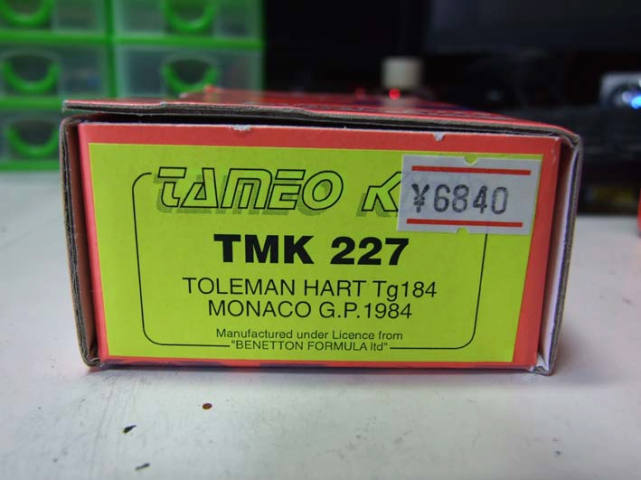 TAMEO K
¥6840
TMK 227
TOLEMAN HART Tg184
MONACO G.P.1984
Manufactured under Licence from
"BENETTON FORMULA ltd"